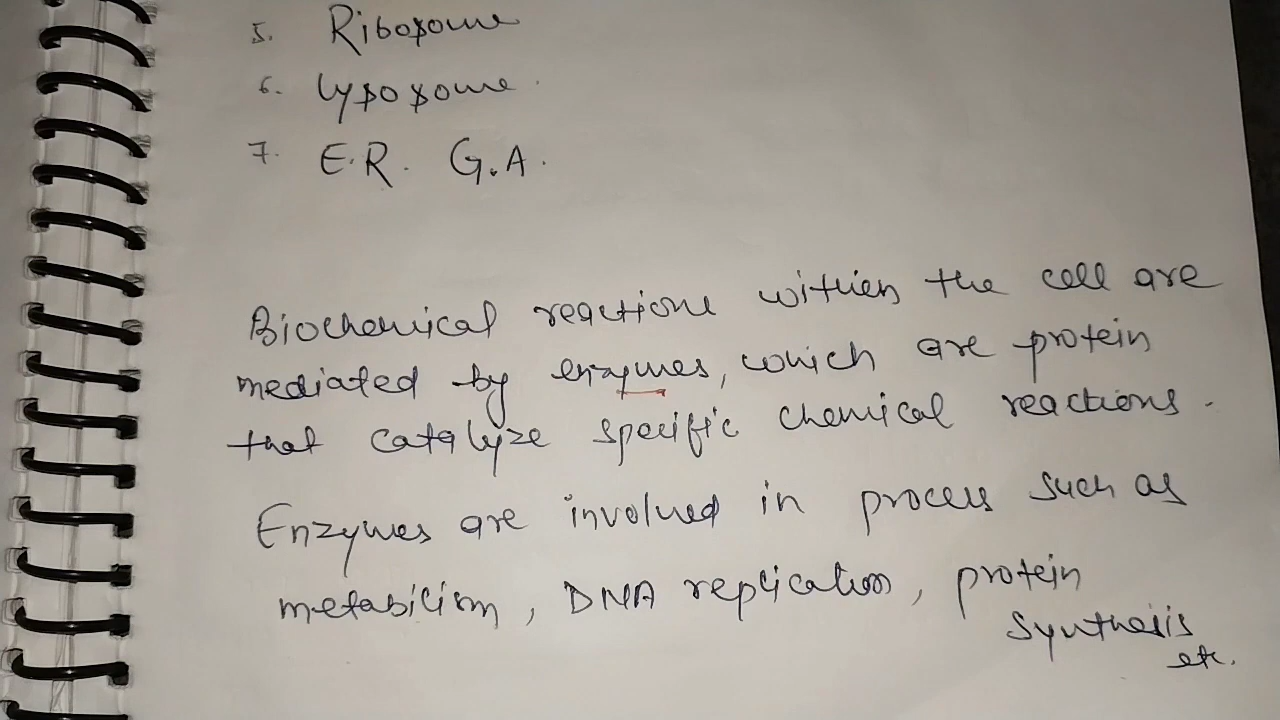 5. Ribosome
6. Lysosome.
7. E.R. G.A.
Biochemical reactions within the cell are
mediated by enzymes, which are protein
that catalyze specific chemical reactions.
Enzymes are involved in process such as
metabilism, DNA replication, protein
synthesis
etc.